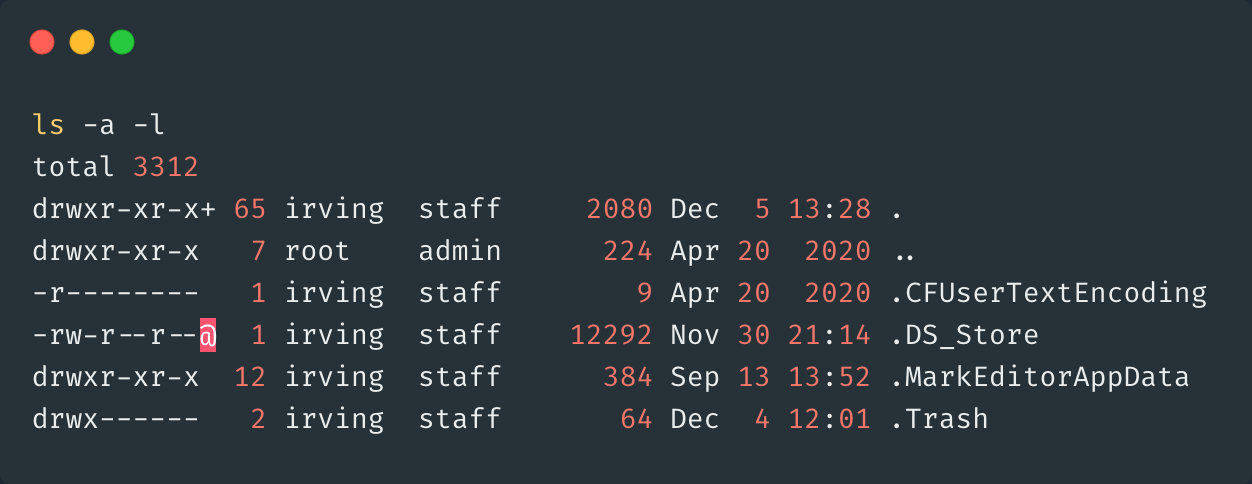 ls -a -l
total 3312
drwxr-xr-x+ 65 irving  staff     2080 Dec  5 13:28 .
drwxr-xr-x   7 root    admin      224 Apr 20  2020 ..
-r--------   1 irving  staff        9 Apr 20  2020 .CFUserTextEncoding
-rw-r--r--@  1 irving  staff    12292 Nov 30 21:14 .DS_Store
drwxr-xr-x  12 irving  staff      384 Sep 13 13:52 .MarkEditorAppData
drwx------   2 irving  staff       64 Dec  4 12:01 .Trash